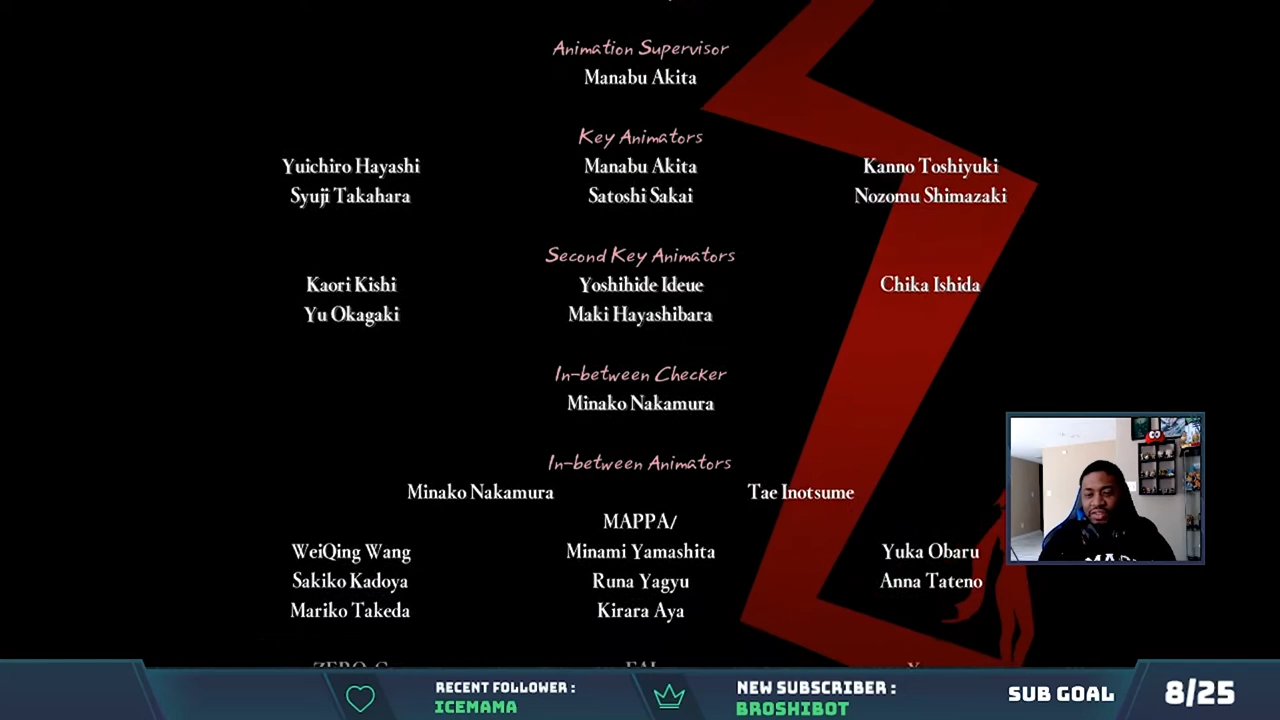 Animation Supervisor
Manabu Akita
Key Animators
Yuichiro Hayashi Manabu Akita Kanno Toshiyuki
Syuji Takahara Satoshi Sakai Nozomu Shimazaki
Second Key Animators
Kaori Kishi Yoshihide Ideue Chika Ishida
Yu Okagaki Maki Hayashibara
In-between Checker
Minako Nakamura
In-between Animators
Minako Nakamura Tae Inotsume
MAPPA/
WeiQing Wang Minami Yamashita Yuka Obaru
Sakiko Kadoya Runa Yagyu Anna Tateno
Mariko Takeda Kirara Aya
RECENT FOLLOWER :
ICEMAMA
NEW SUBSCRIBER :
BROSHIBOT
SUB GOAL 8/25